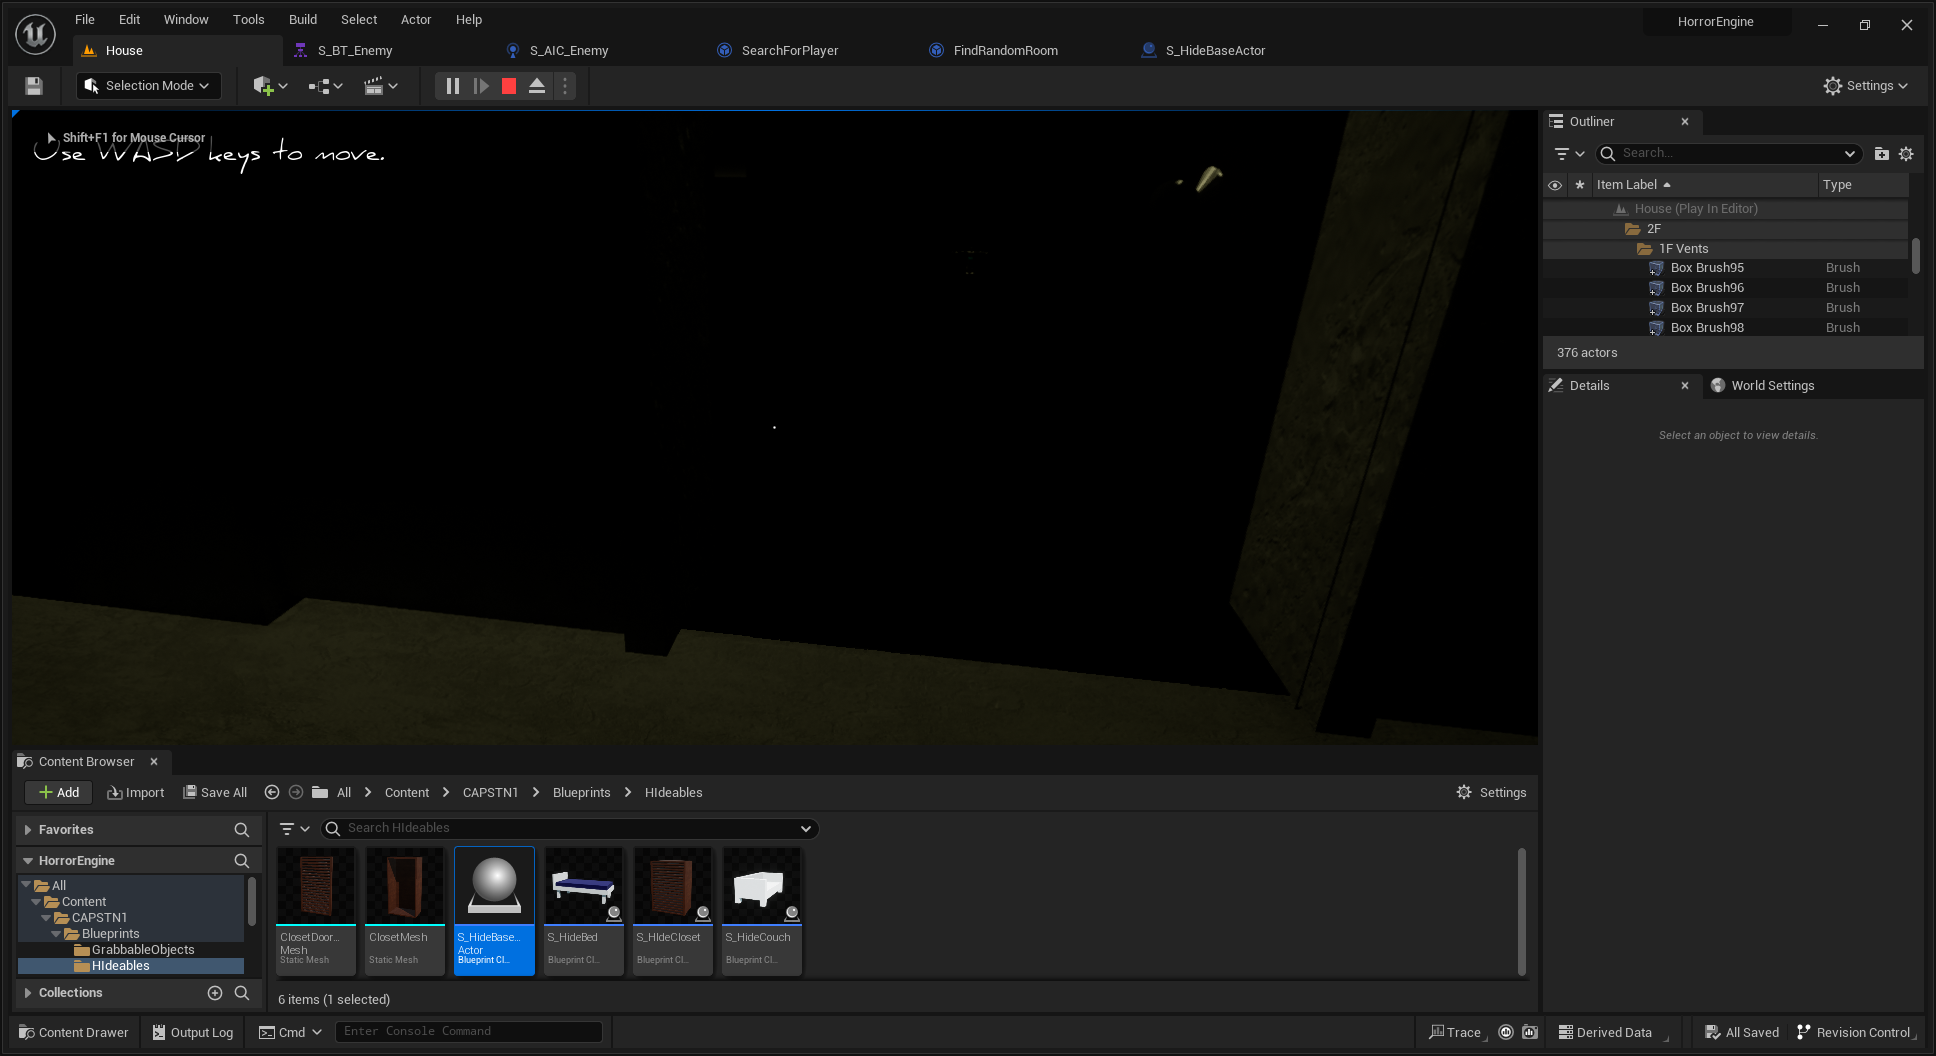 File Edit Window Tools Build Select Actor Help
HorrorEngine
House S_BT_Enemy S_AIC_Enemy SearchForPlayer FindRandomRoom S_HideBaseActor
Selection Mode
Settings
Shift+F1 for Mouse Cursor
Use WASD keys to move.
Outliner
Search...
Item Label Type
House (Play In Editor)
2F
1F Vents
Box Brush95 Brush
Box Brush96 Brush
Box Brush97 Brush
Box Brush98 Brush
376 actors
Details World Settings
Select an object to view details.
Content Browser
Add Import Save All All Content CAPSTN1 Blueprints HIdeables Settings
Favorites
HorrorEngine
All
Content
CAPSTN1
Blueprints
GrabbableObjects
HIdeables
Collections
Search HIdeables
ClosetDoor...
Mesh
Static Mesh
ClosetMesh
Static Mesh
S_HideBase...
Actor
Blueprint Cl...
S_HideBed
Blueprint Cl...
S_HIdeCloset
Blueprint Cl...
S_HideCouch
Blueprint Cl...
6 items (1 selected)
Content Drawer Output Log Cmd Enter Console Command Trace Derived Data All Saved Revision Control